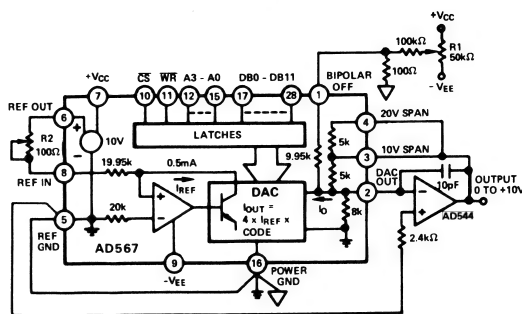 +VCC
100kΩ
R1
50kΩ
100Ω
-VEE
+VCC
CS WR A3 - A0 DB0 - DB11 BIPOLAR OFF
REF OUT
6 7 10 11 12 15 17 28 1
20V SPAN
4
R2
100Ω
10V
LATCHES
9.95k
5k
10V SPAN
3
REF IN
8
19.95k
0.5mA
IREF
DAC
IOUT =
4 x IREF x
CODE
5k
DAC OUT
2
10pF
OUTPUT
0 TO +10V
IO
8k
AD544
5
REF GND
20k
AD567
9
-VEE
16
POWER GND
2.4kΩ